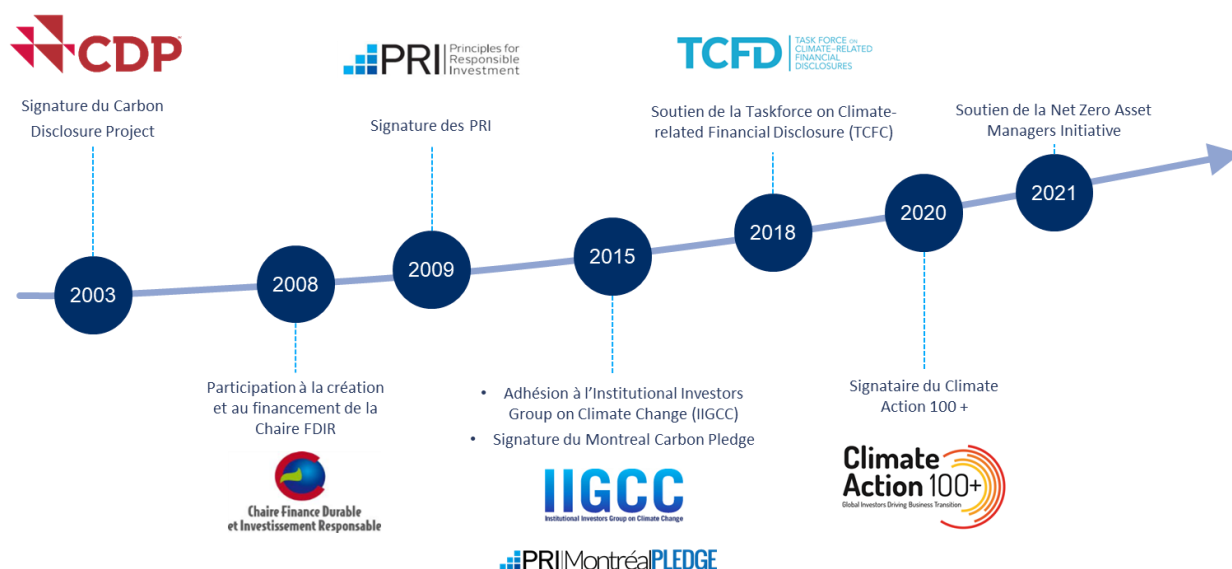 CDP
Signature du Carbon
Disclosure Project
PRI
Principles for
Responsible
Investment
Signature des PRI
TCFD
TASK FORCE ON
CLIMATE-RELATED
FINANCIAL
DISCLOSURES
Soutien de la Taskforce on Climate-
related Financial Disclosure (TCFC)
Soutien de la Net Zero Asset
Managers Initiative
2003
2008
2009
2015
2018
2020
2021
Participation à la création
et au financement de la
Chaire FDIR
Chaire Finance Durable
et Investissement Responsable
• Adhésion à l’Institutional Investors
Group on Climate Change (IIGCC)
• Signature du Montreal Carbon Pledge
IIGCC
Institutional Investors Group on Climate Change
PRI|MontréalPLEDGE
Signataire du Climate
Action 100 +
Climate
Action 100+
Global Investors Driving Business Transition